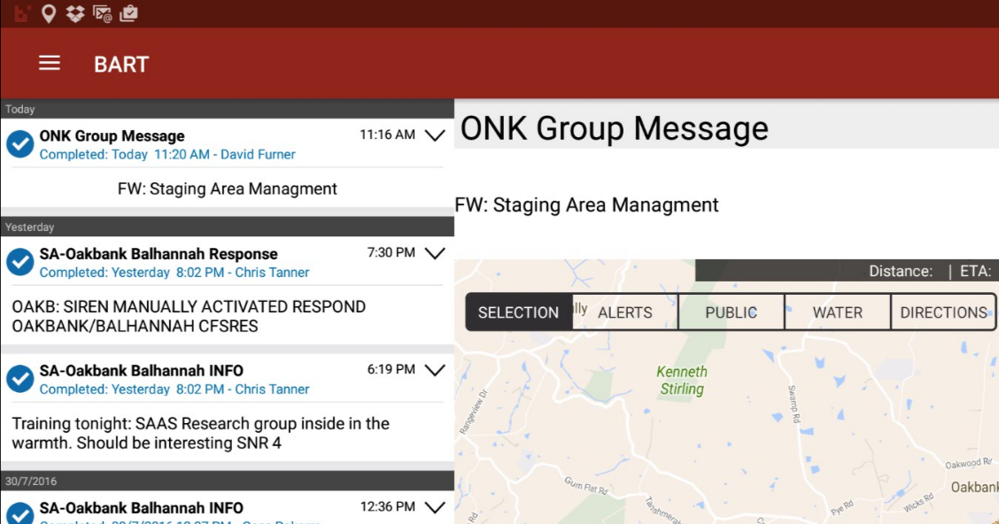 BART
Today
ONK Group Message 11:16 AM
Completed: Today 11:20 AM - David Furner
FW: Staging Area Managment
Yesterday
SA-Oakbank Balhannah Response 7:30 PM
Completed: Yesterday 8:02 PM - Chris Tanner
OAKB: SIREN MANUALLY ACTIVATED RESPOND
OAKBANK/BALHANNAH CFSRES
SA-Oakbank Balhannah INFO 6:19 PM
Completed: Yesterday 8:02 PM - Chris Tanner
Training tonight: SAAS Research group inside in the
warmth. Should be interesting SNR 4
30/7/2016
SA-Oakbank Balhannah INFO 12:36 PM
ONK Group Message
FW: Staging Area Managment
Distance: | ETA:
SELECTION ALERTS PUBLIC WATER DIRECTIONS
Kenneth
Stirling
Rangeview Dr
Swamp Rd
Oakwood Rd
Gum Flat Rd
Oakbank
Wicks Rd
Pye Rd
Rd